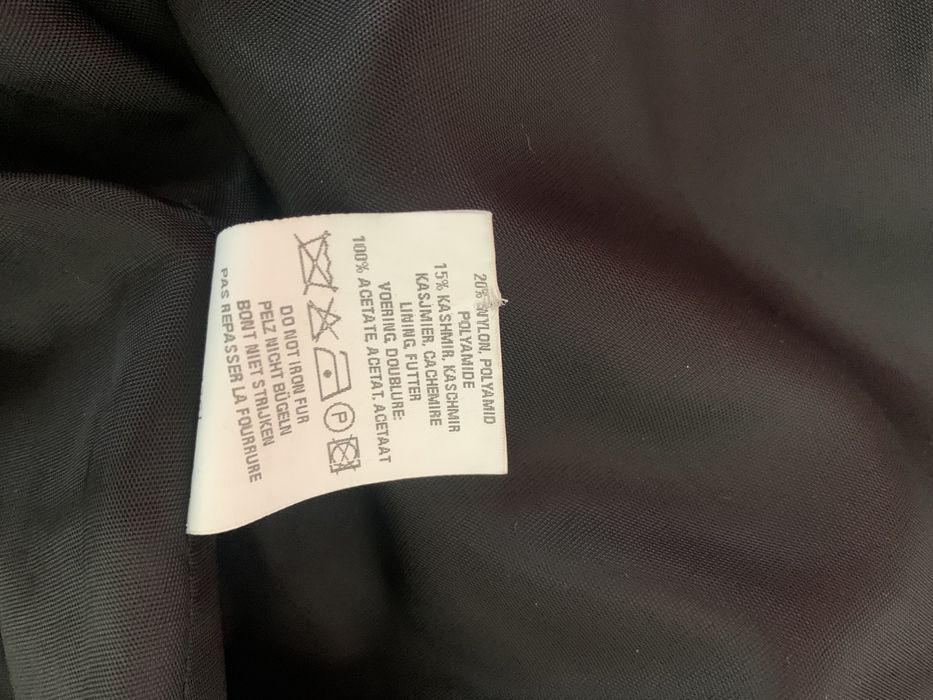 20% NYLON, POLYAMID
POLYAMIDE
15% KASHMIR, KASCHMIR
KASJMIER, CACHEMIRE
LINING, FUTTER
VOERING, DOUBLURE:
100% ACETATE, ACETAT, ACETAAT
P
DO NOT IRON FUR
PELZ NICHT BÜGELN
BONT NIET STRIJKEN
PAS REPASSER LA FOURRURE